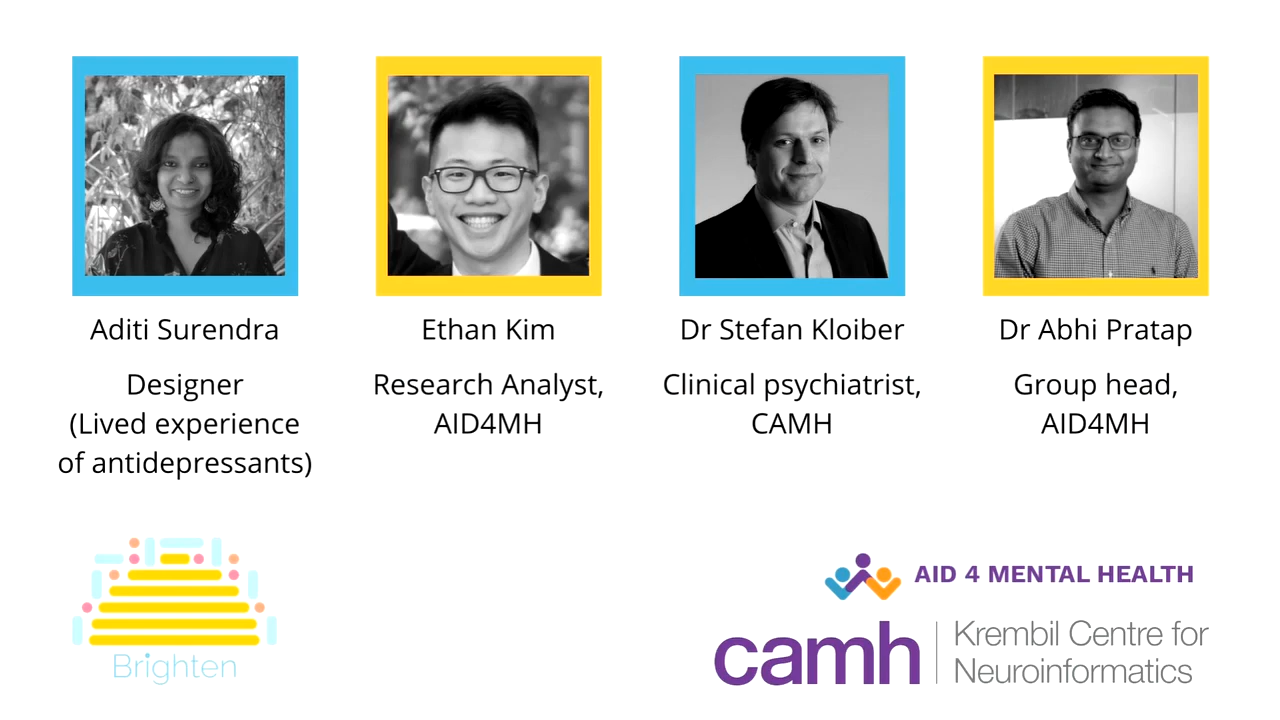 Aditi Surendra
Designer
(Lived experience
of antidepressants)
Ethan Kim
Research Analyst,
AID4MH
Dr Stefan Kloiber
Clinical psychiatrist,
CAMH
Dr Abhi Pratap
Group head,
AID4MH
Brighten
AID 4 MENTAL HEALTH
camh
Krembil Centre for
Neuroinformatics